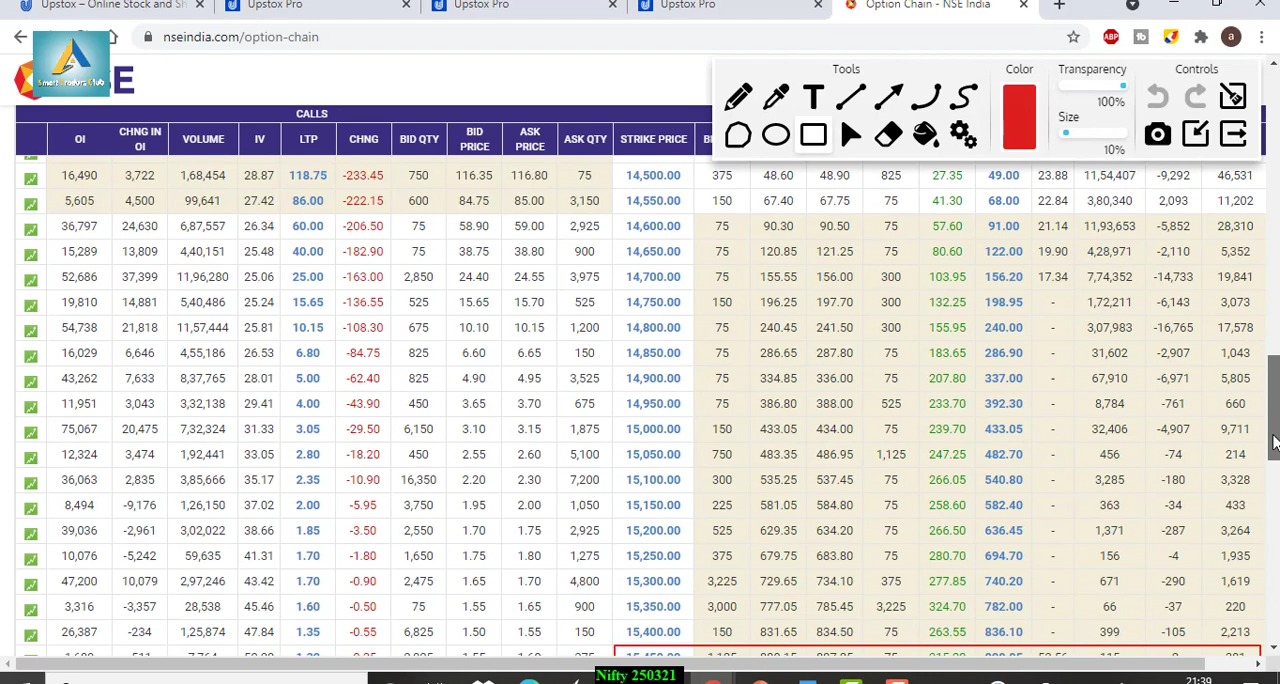 Upstox – Online Stock and Sh
Upstox Pro
Upstox Pro
Upstox Pro
Option Chain - NSE India
nseindia.com/option-chain
ABP
a
Smart Product Club
E
Tools Color Transparency Controls
100%
Size
10%
T
CALLS
OI CHNG IN OI VOLUME IV LTP CHNG BID QTY BID PRICE ASK PRICE ASK QTY STRIKE PRICE
16,490 3,722 1,68,454 28.87 118.75 -233.45 750 116.35 116.80 75 14,500.00 375 48.60 48.90 825 27.35 49.00 23.88 11,54,407 -9,292 46,531
5,605 4,500 99,641 27.42 86.00 -222.15 600 84.75 85.00 3,150 14,550.00 150 67.40 67.75 75 41.30 68.00 22.84 3,80,340 2,093 11,202
36,797 24,630 6,87,557 26.34 60.00 -206.50 75 58.90 59.00 2,925 14,600.00 75 90.30 90.50 75 57.60 91.00 21.14 11,93,653 -5,852 28,310
15,289 13,809 4,40,151 25.48 40.00 -182.90 75 38.75 38.80 900 14,650.00 75 120.85 121.25 75 80.60 122.00 19.90 4,28,971 -2,110 5,352
52,686 37,399 11,96,280 25.06 25.00 -163.00 2,850 24.40 24.55 3,975 14,700.00 75 155.55 156.00 300 103.95 156.20 17.34 7,74,352 -14,733 19,841
19,810 14,881 5,40,486 25.24 15.65 -136.55 525 15.65 15.70 525 14,750.00 150 196.25 197.70 300 132.25 198.95 - 1,72,211 -6,143 3,073
54,738 21,818 11,57,444 25.81 10.15 -108.30 675 10.10 10.15 1,200 14,800.00 75 240.45 241.50 300 155.95 240.00 - 3,07,983 -16,765 17,578
16,029 6,646 4,55,186 26.53 6.80 -84.75 825 6.60 6.65 150 14,850.00 75 286.65 287.80 75 183.65 286.90 - 31,602 -2,907 1,043
43,262 7,633 8,37,765 28.01 5.00 -62.40 825 4.90 4.95 3,525 14,900.00 75 334.85 336.00 75 207.80 337.00 - 67,910 -6,971 5,805
11,951 3,043 3,32,138 29.41 4.00 -43.90 450 3.65 3.70 675 14,950.00 75 386.80 388.00 525 233.70 392.30 - 8,784 -761 660
75,067 20,475 7,32,324 31.33 3.05 -29.50 6,150 3.10 3.15 1,875 15,000.00 150 433.05 434.00 75 239.70 433.05 - 32,406 -4,907 9,711
12,324 3,474 1,92,441 33.05 2.80 -18.20 450 2.55 2.60 5,100 15,050.00 750 483.35 486.95 1,125 247.25 482.70 - 456 -74 214
36,063 2,835 3,85,666 35.17 2.35 -10.90 16,350 2.20 2.30 7,200 15,100.00 300 535.25 537.45 75 266.05 540.80 - 3,285 -180 3,328
8,494 -9,176 1,26,150 37.02 2.00 -5.95 3,750 1.95 2.00 1,050 15,150.00 225 581.05 584.80 75 258.60 582.40 - 363 -34 433
39,036 -2,961 3,02,022 38.66 1.85 -3.50 2,550 1.70 1.75 2,925 15,200.00 525 629.35 634.20 75 266.50 636.45 - 1,371 -287 3,264
10,076 -5,242 59,635 41.31 1.70 -1.80 1,650 1.75 1.80 1,275 15,250.00 375 679.75 683.80 75 280.70 694.70 - 156 -4 1,935
47,200 10,079 2,97,246 43.42 1.70 -0.90 2,475 1.65 1.70 4,800 15,300.00 3,225 729.65 734.10 375 277.85 740.20 - 671 -290 1,619
3,316 -3,357 28,538 45.46 1.60 -0.50 75 1.55 1.65 900 15,350.00 3,000 777.05 785.45 3,225 324.70 782.00 - 66 -37 220
26,387 -234 1,25,874 47.84 1.35 -0.55 6,825 1.50 1.55 150 15,400.00 150 831.65 834.50 75 263.55 836.10 - 399 -105 2,213
Nifty 250321
21:39